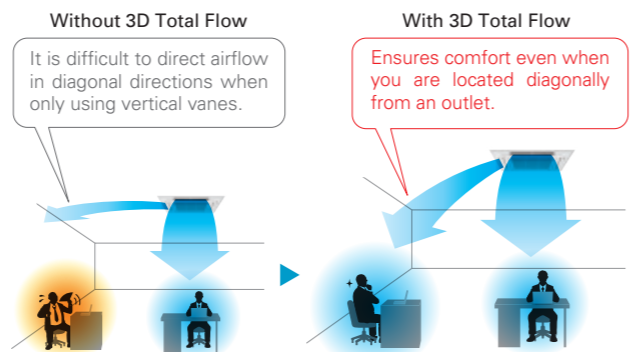 Without 3D Total Flow
It is difficult to direct airflow
in diagonal directions when
only using vertical vanes.
With 3D Total Flow
Ensures comfort even when
you are located diagonally
from an outlet.